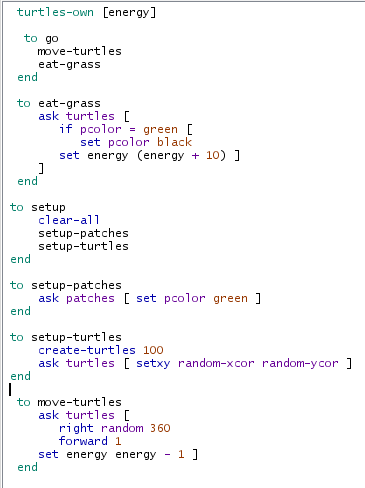 turtles-own [energy]
to go
move-turtles
eat-grass
end
to eat-grass
ask turtles [
if pcolor = green [
set pcolor black
set energy (energy + 10) ]
]
end
to setup
clear-all
setup-patches
setup-turtles
end
to setup-patches
ask patches [ set pcolor green ]
end
to setup-turtles
create-turtles 100
ask turtles [ setxy random-xcor random-ycor ]
end
to move-turtles
ask turtles [
right random 360
forward 1
set energy energy - 1 ]
end